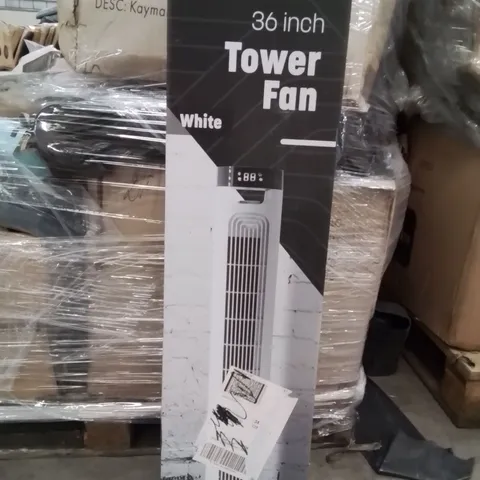 DESC: Kayma
36 inch
Tower
Fan
White
88